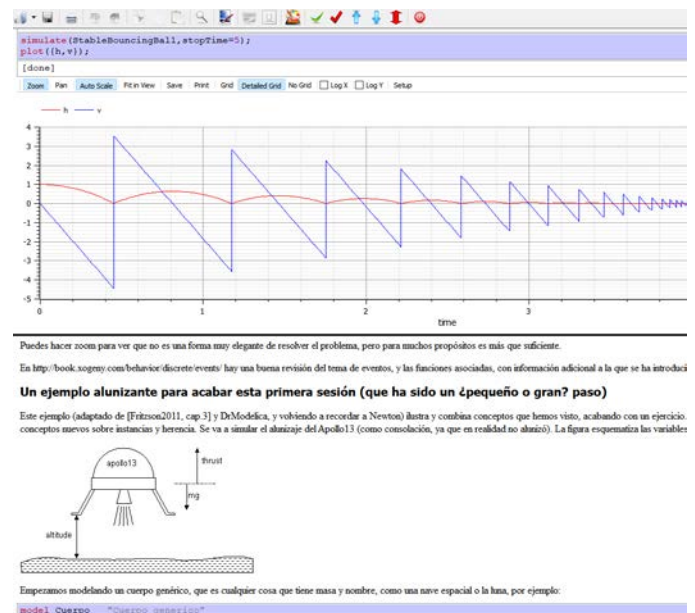 simulate(StableBouncingBall,stopTime=5);
plot({h,v});
[done]
Zoom Pan Auto Scale Fit in View Save Print Grid Detailed Grid No Grid Log X Log Y Setup
h v
4
3
2
1
0
-1
-2
-3
-4
-5
0 1 2 3
time
Puedes hacer zoom para ver que no es una forma muy elegante de resolver el problema, pero para muchos propósitos es más que suficiente.
En http://book.xogeny.com/behavior/discrete/events/ hay una buena revisión del tema de eventos, y las funciones asociadas, con información adicional a la que se ha introduci
Un ejemplo alunizante para acabar esta primera sesión (que ha sido un ¿pequeño o gran? paso)
Este ejemplo (adaptado de [Fritzson2011, cap.3] y DrModelica, y volviendo a recordar a Newton) ilustra y combina conceptos que hemos visto, acabando con un ejercicio.
conceptos nuevos sobre instancias y herencia. Se va a simular el alunizaje del Apollo13 (como consolación, ya que en realidad no alunizó). La figura esquematiza las variables
apollo13
thrust
mg
altitude
Empezamos modelando un cuerpo genérico, que es cualquier cosa que tiene masa y nombre, como una nave espacial o la luna, por ejemplo:
model Cuerpo "Cuerpo generico"